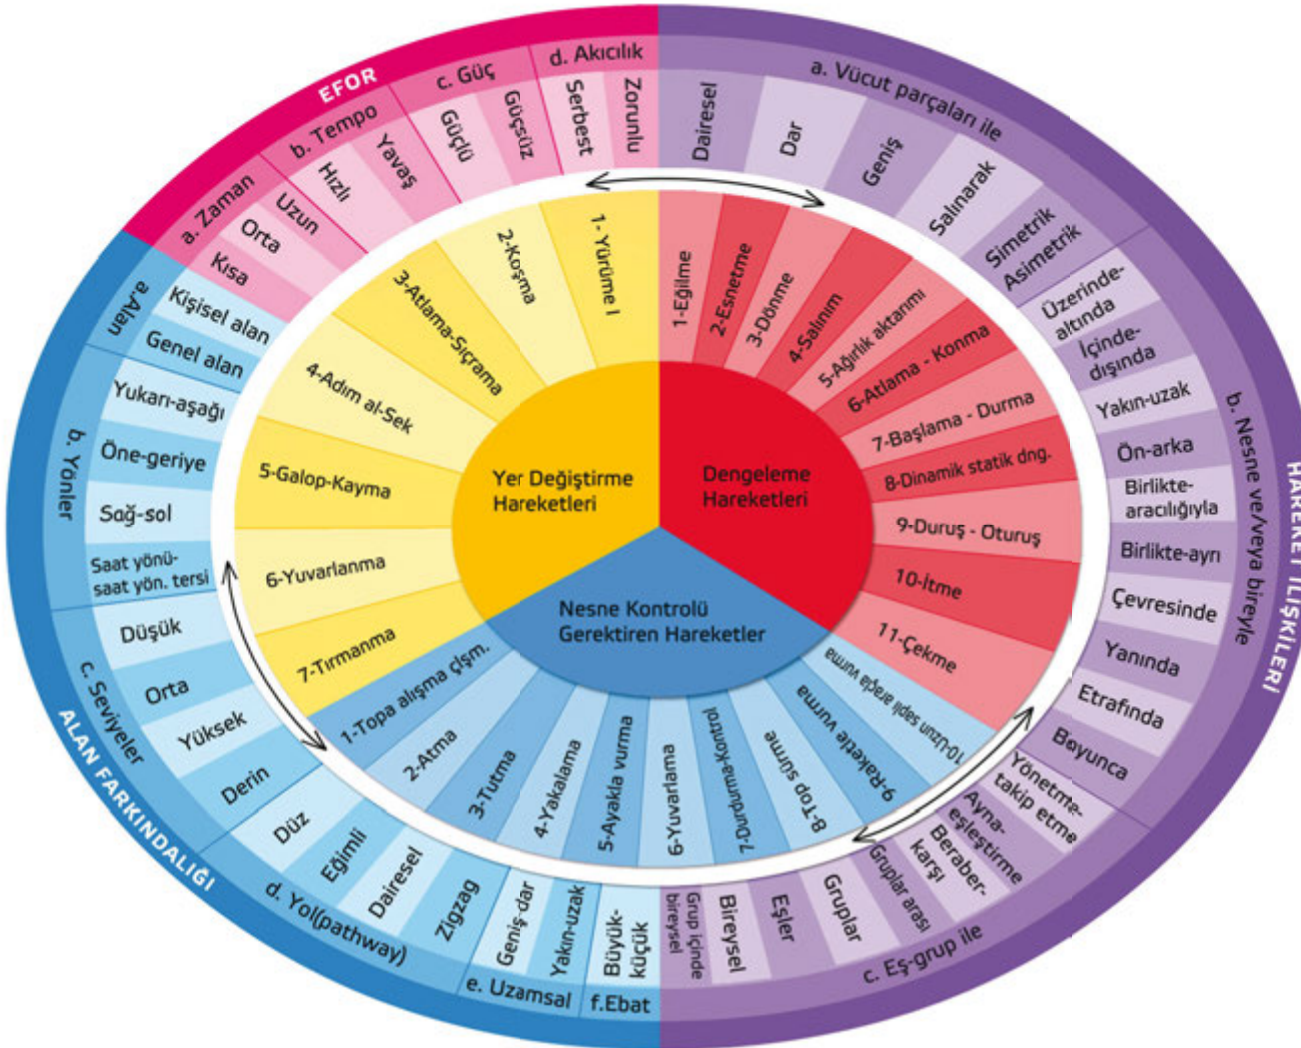 EFOR
a. Zaman
Kısa
Orta
Uzun
b. Tempo
Hızlı
Yavaş
c. Güç
Güçlü
Güçsüz
d. Akıcılık
Serbest
Zorunlu
HAREKET İLİŞKİLERİ
a. Vücut parçaları ile
Dairesel
Dar
Geniş
Salınarak
Simetrik
Asimetrik
b. Nesne ve/veya bireyle
Üzerinde-
altında
İçinde-
dışında
Yakın-uzak
Ön-arka
Birlikte-
aracılığıyla
Birlikte-ayrı
Çevresinde
Yanında
Etrafında
Boyunca
c. Eş-grup ile
Yönetme-
takip etme
Ayna-
eşleştirme
Beraber-
karşı
Gruplar arası
Gruplar
Eşler
Bireysel
Grup içinde
bireysel
ALAN FARKINDALIĞI
a.Alan
Kişisel alan
Genel alan
b. Yönler
Yukarı-aşağı
Öne-geriye
Sağ-sol
Saat yönü-
saat yön. tersi
c. Seviyeler
Düşük
Orta
Yüksek
Derin
d. Yol(pathway)
Düz
Eğimli
Dairesel
Zigzag
e. Uzamsal
Geniş-dar
Yakın-uzak
f.Ebat
Büyük-
küçük
Yer Değiştirme
Hareketleri
1- Yürüme I
2-Koşma
3-Atlama-Sıçrama
4-Adım al-Sek
5-Galop-Kayma
6-Yuvarlanma
7-Tırmanma
Dengeleme
Hareketleri
1-Eğilme
2-Esnetme
3-Dönme
4-Salınım
5-Ağırlık aktarımı
6-Atlama - Konma
7-Başlama - Durma
8-Dinamik statik dng.
9-Duruş - Oturuş
10-İtme
11-Çekme
Nesne Kontrolü
Gerektiren Hareketler
1-Topa alışma çlşm.
2-Atma
3-Tutma
4-Yakalama
5-Ayakla vurma
6-Yuvarlama
7-Durdurma-Kontrol
8-Top sürme
9-Raketle vurma
10-Uzun saplı araçla vurma